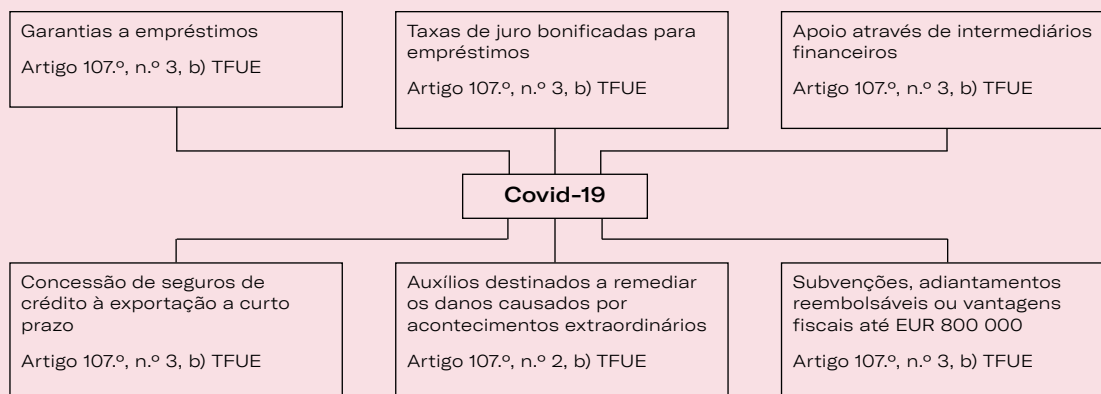 Garantias a empréstimos
Artigo 107.º, n.º 3, b) TFUE
Taxas de juro bonificadas para
empréstimos
Artigo 107.º, n.º 3, b) TFUE
Apoio através de intermediários
financeiros
Artigo 107.º, n.º 3, b) TFUE
Covid-19
Concessão de seguros de
crédito à exportação a curto
prazo
Artigo 107.º, n.º 3, b) TFUE
Auxílios destinados a remediar
os danos causados por
acontecimentos extraordinários
Artigo 107.º, n.º 2, b) TFUE
Subvenções, adiantamentos
reembolsáveis ou vantagens
fiscais até EUR 800 000
Artigo 107.º, n.º 3, b) TFUE